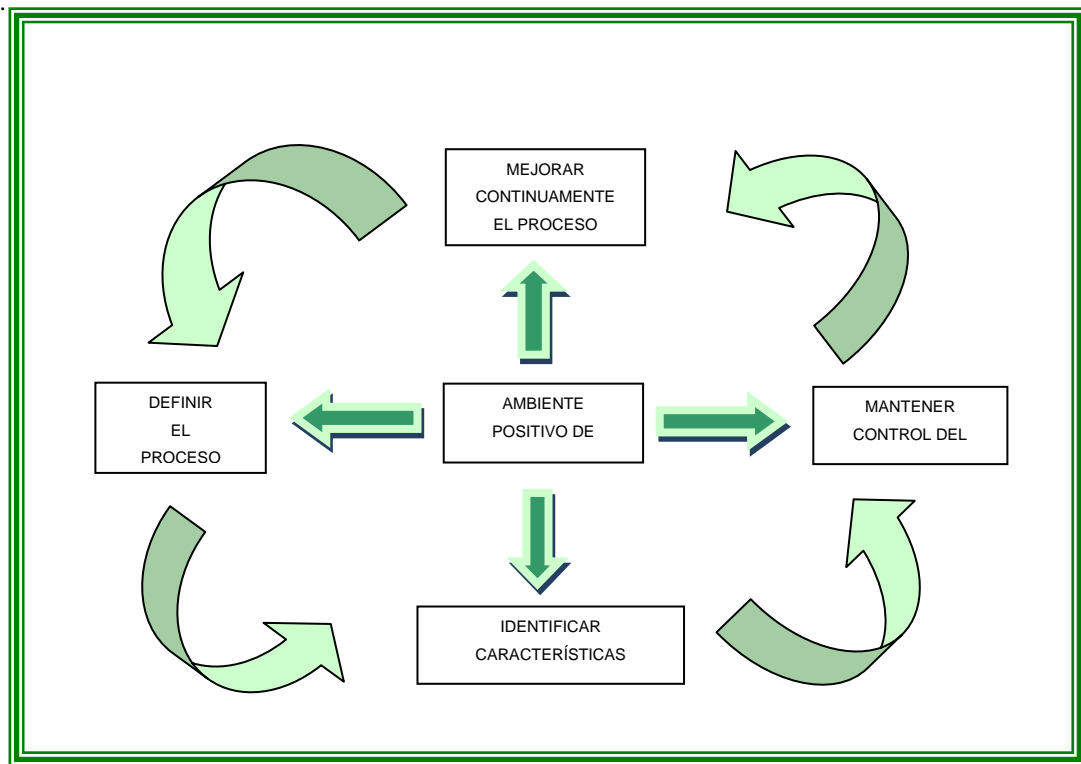 .
MEJORAR
CONTINUAMENTE
EL PROCESO
DEFINIR
EL
PROCESO
AMBIENTE
POSITIVO DE
MANTENER
CONTROL DEL
IDENTIFICAR
CARACTERÍSTICAS